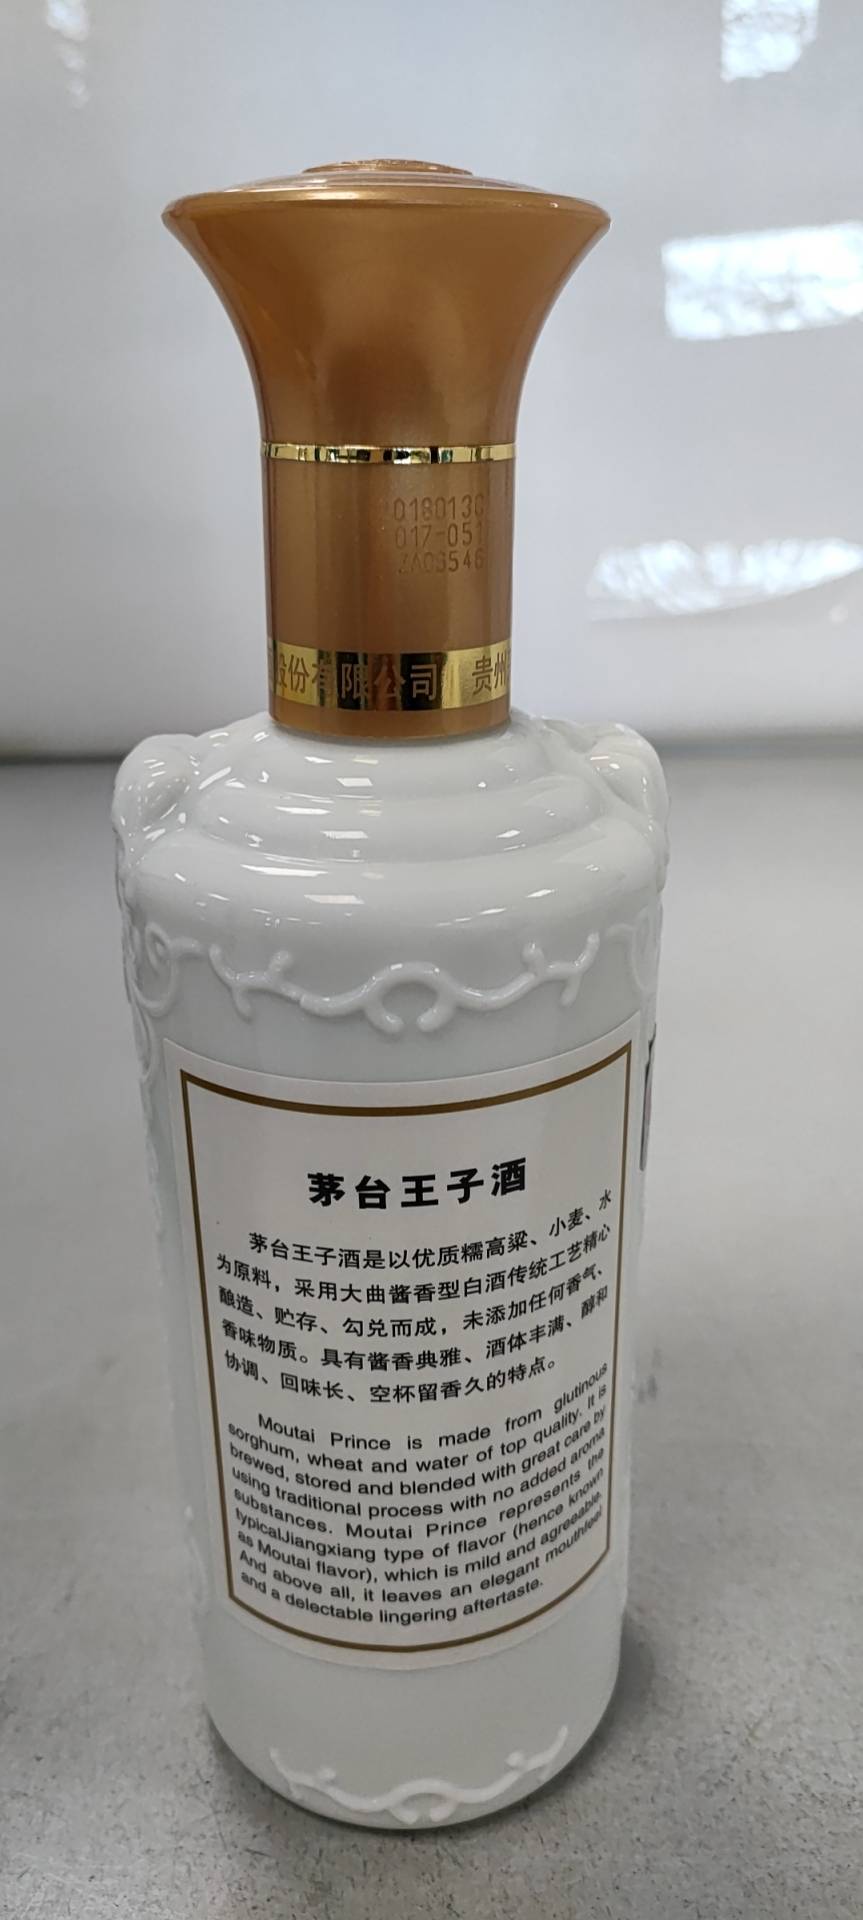 20180130
017-051
ZA06546
股份有限公司 贵州
茅台王子酒
茅台王子酒是以优质糯高粱、小麦、水
为原料，采用大曲酱香型白酒传统工艺精心
酿造、贮存、勾兑而成，未添加任何香气、
香味物质。具有酱香典雅、酒体丰满、醇和
协调、回味长、空杯留香久的特点。
Moutai Prince is made from glutinous
sorghum, wheat and water of top quality. It is
brewed, stored and blended with great care by
using traditional process with no added aroma
substances. Moutai Prince represents the
typicalJiangxiang type of flavor (hence known
as Moutai flavor), which is mild and agreeable.
And above all, it leaves an elegant mouthfeel
and a delectable lingering aftertaste.